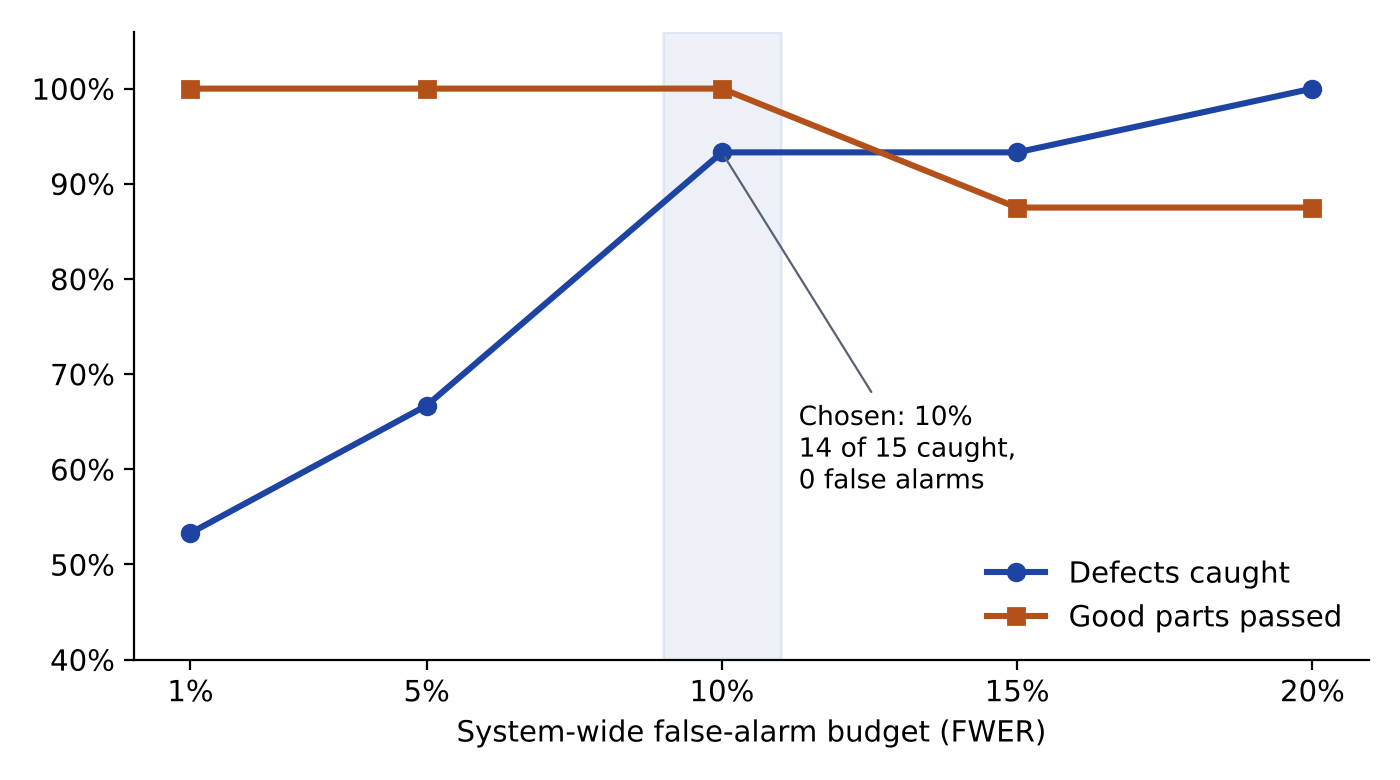 100%
90%
80%
70%
60%
50%
40%
Chosen: 10%
14 of 15 caught,
0 false alarms
Defects caught
Good parts passed
1% 5% 10% 15% 20%
System-wide false-alarm budget (FWER)